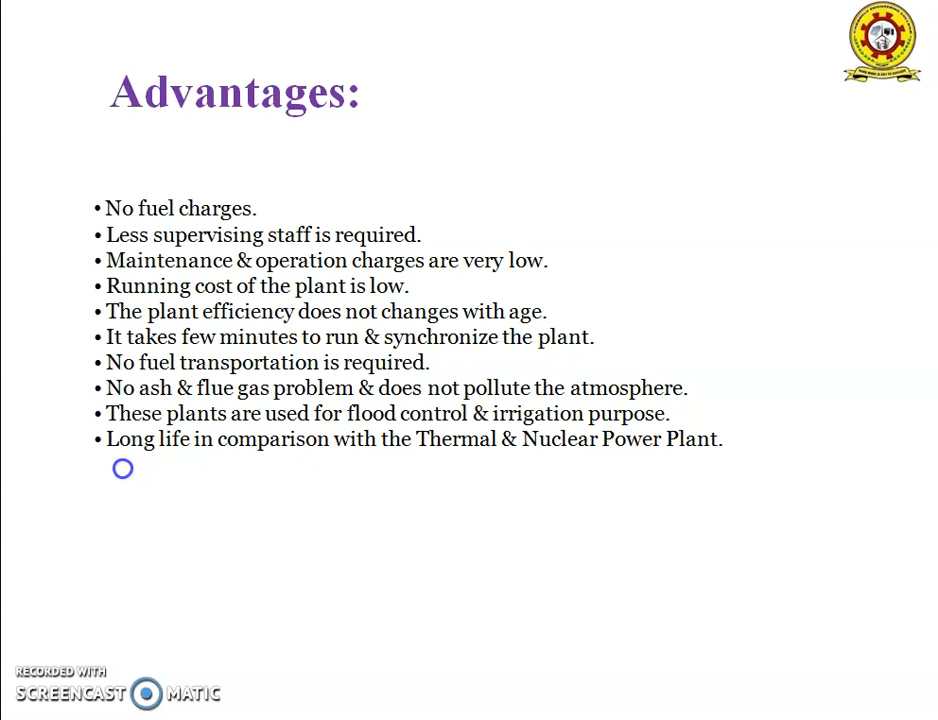 Advantages:
• No fuel charges.
• Less supervising staff is required.
• Maintenance & operation charges are very low.
• Running cost of the plant is low.
• The plant efficiency does not changes with age.
• It takes few minutes to run & synchronize the plant.
• No fuel transportation is required.
• No ash & flue gas problem & does not pollute the atmosphere.
• These plants are used for flood control & irrigation purpose.
• Long life in comparison with the Thermal & Nuclear Power Plant.
RECORDED WITH
SCREENCAST MATIC